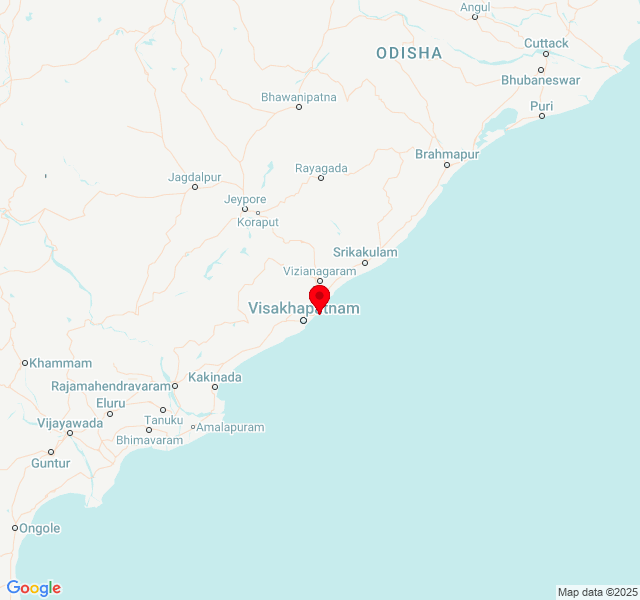 Angul
ODISHA
Cuttack
Bhubaneswar
Bhawanipatna
Puri
Brahmapur
Rayagada
Jagdalpur
Jeypore
Koraput
Srikakulam
Vizianagaram
Visakhapatnam
Khammam
Kakinada
Rajamahendravaram
Eluru
Tanuku
Vijayawada
Amalapuram
Bhimavaram
Guntur
Ongole
Google
Map data ©2025